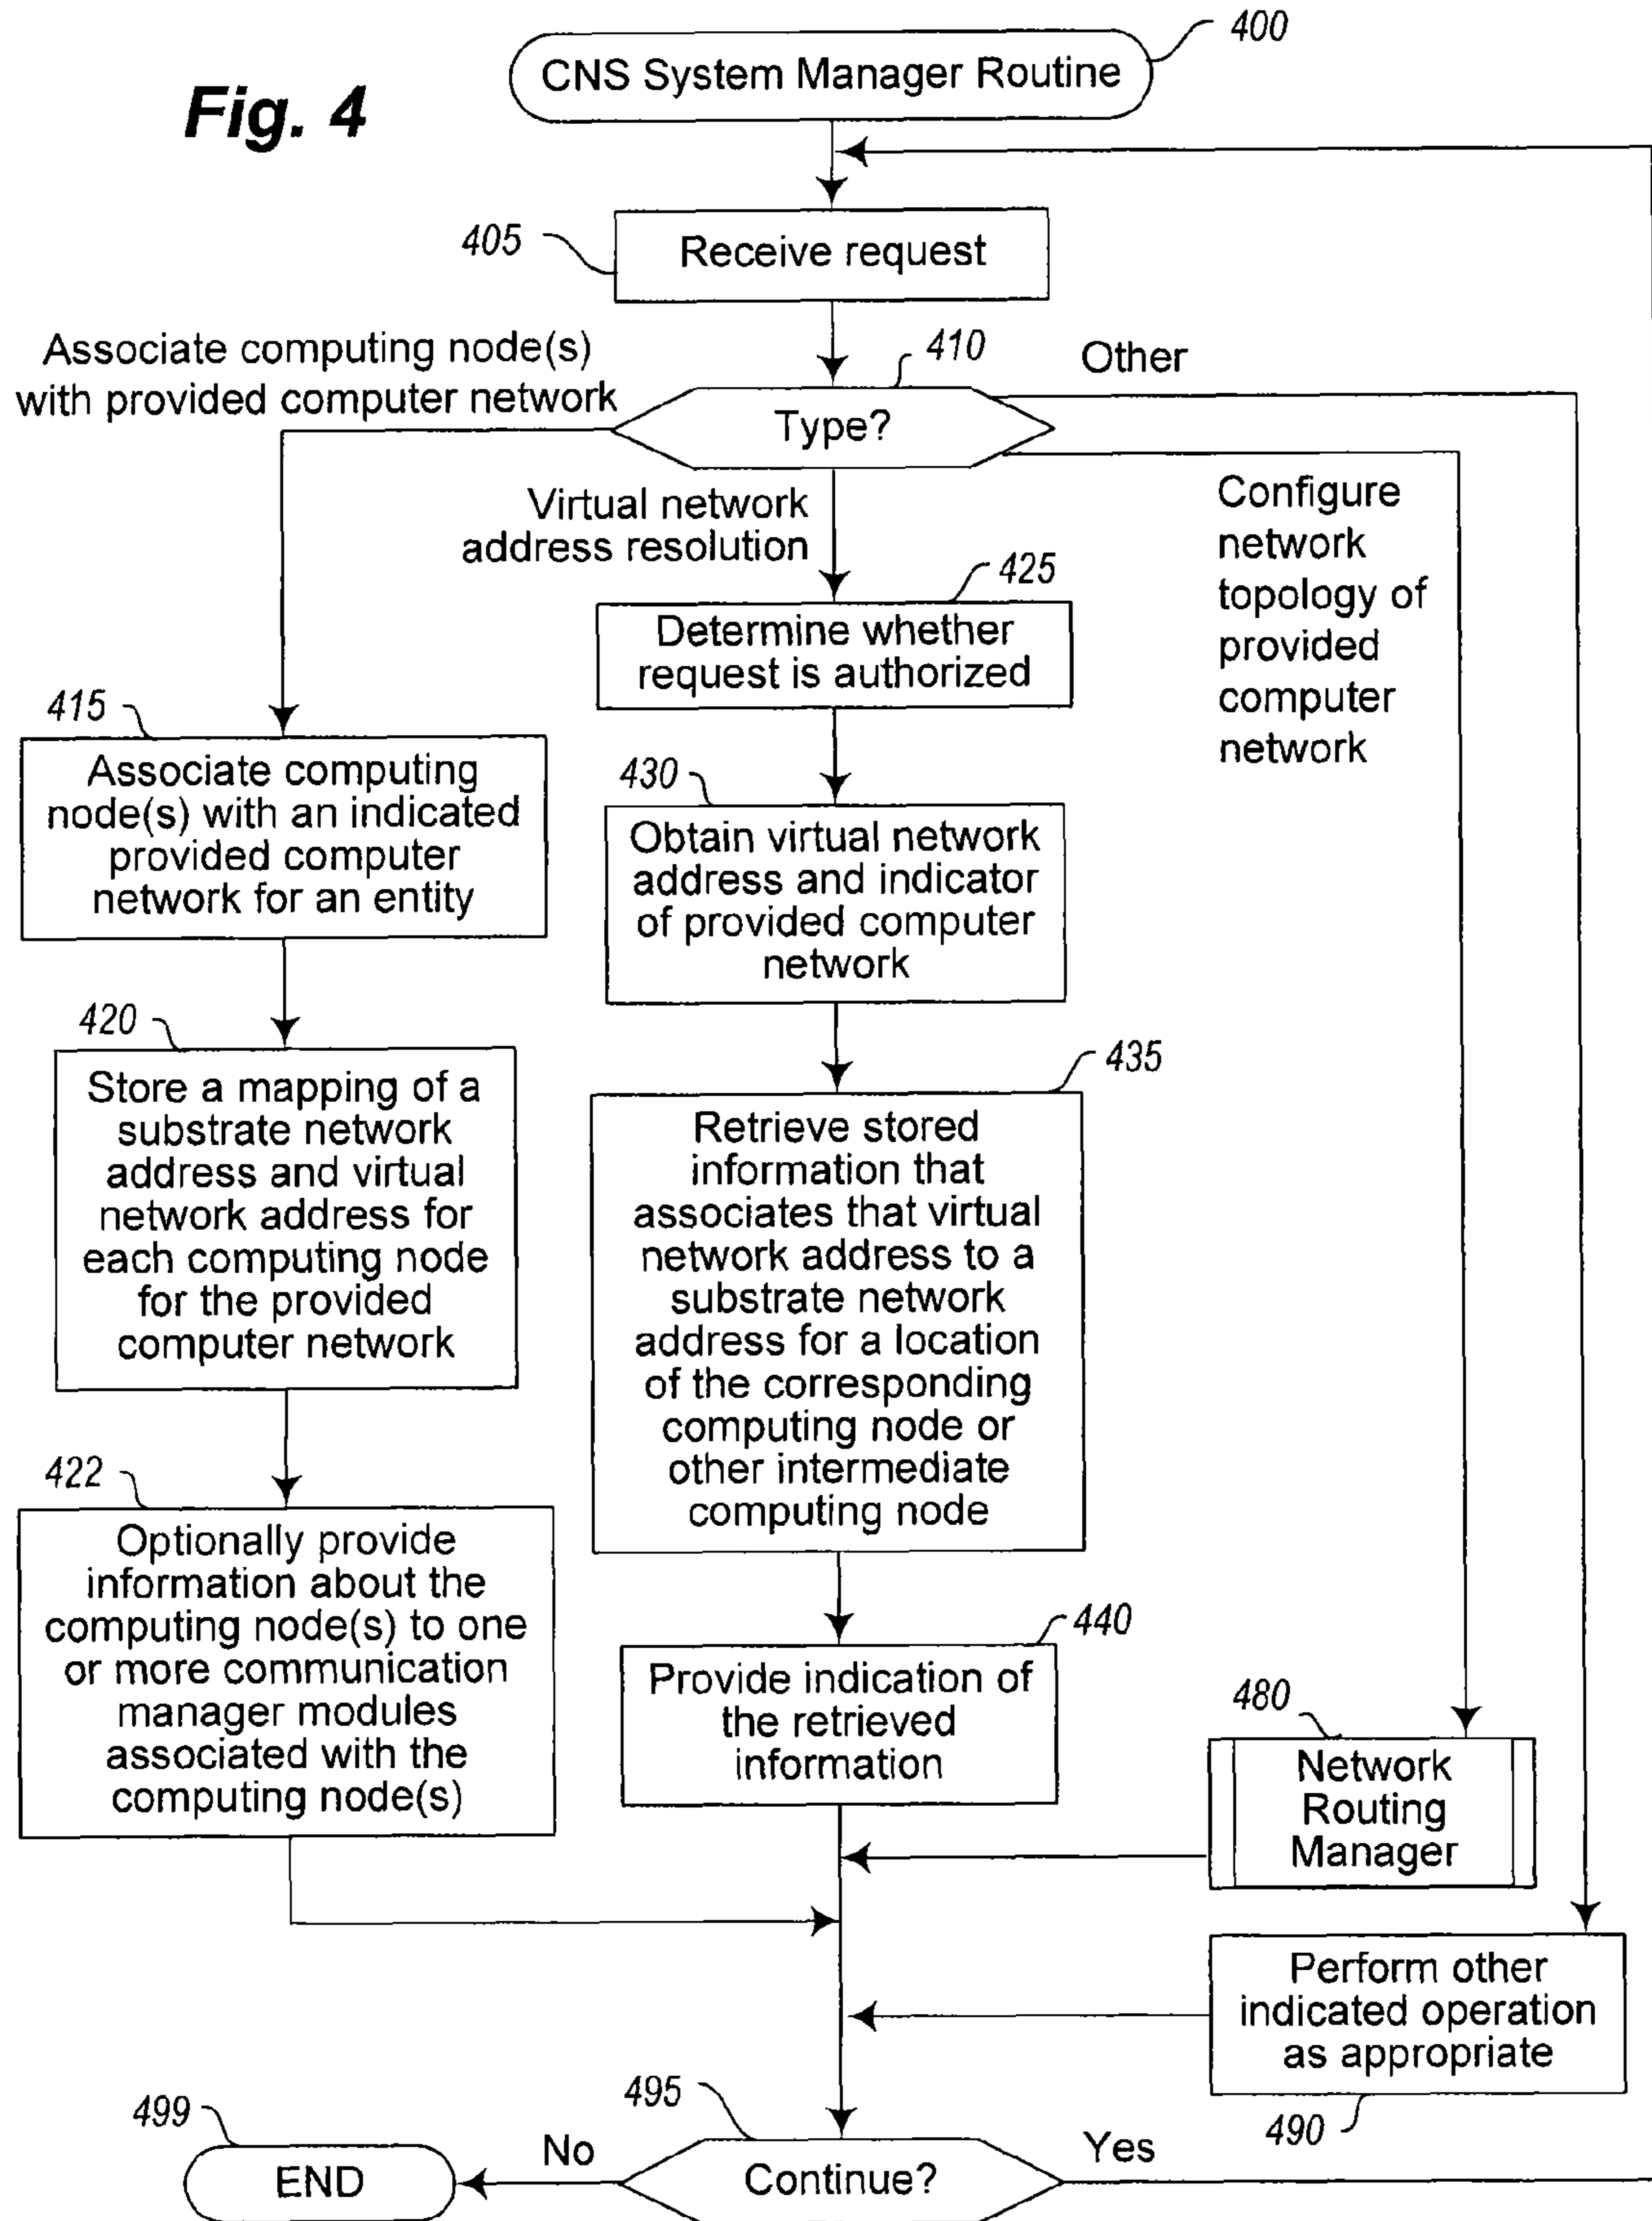 Fig. 4
CNS System Manager Routine
400
405
Receive request
Associate computing node(s)
with provided computer network
410
Type?
Other
Virtual network
address resolution
Configure
network
topology of
provided
computer
network
415
Associate computing
node(s) with an indicated
provided computer
network for an entity
420
Store a mapping of a
substrate network
address and virtual
network address for
each computing node
for the provided
computer network
422
Optionally provide
information about the
computing node(s) to one
or more communication
manager modules
associated with the
computing node(s)
425
Determine whether
request is authorized
430
Obtain virtual network
address and indicator
of provided computer
network
435
Retrieve stored
information that
associates that virtual
network address to a
substrate network
address for a location
of the corresponding
computing node or
other intermediate
computing node
440
Provide indication of
the retrieved
information
480
Network
Routing
Manager
Perform other
indicated operation
as appropriate
490
495
Continue?
Yes
No
499
END